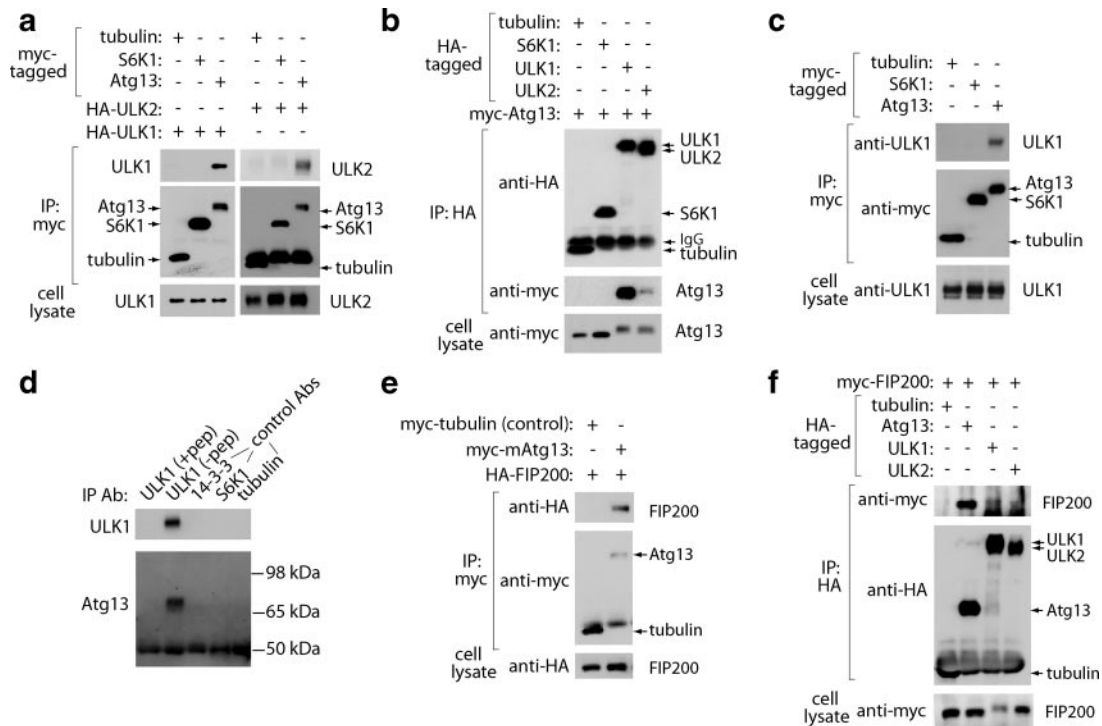 a
myc-
tagged
tubulin: + - - + - -
S6K1: - + - - + -
Atg13: - - + - - +
HA-ULK2: - - - + + +
HA-ULK1: + + + - - -
IP:
myc
ULK1
ULK2
Atg13
S6K1
tubulin
Atg13
S6K1
tubulin
cell
lysate
ULK1
ULK2
b
HA-
tagged
tubulin: + - - -
S6K1: - + - -
ULK1: - - + -
ULK2: - - - +
myc-Atg13: + + + +
IP: HA
anti-HA
ULK1
ULK2
S6K1
IgG
tubulin
anti-myc
Atg13
cell
lysate
anti-myc
Atg13
c
myc-
tagged
tubulin: + - -
S6K1: - + -
Atg13: - - +
IP:
myc
anti-ULK1
ULK1
anti-myc
Atg13
S6K1
tubulin
cell
lysate
anti-ULK1
ULK1
d
IP Ab:
ULK1 (+pep)
ULK1 (-pep)
14-3-3
S6K1
tubulin
control Abs
ULK1
Atg13
98 kDa
65 kDa
50 kDa
e
myc-tubulin (control): + -
myc-mAtg13: - +
HA-FIP200: + +
IP:
myc
anti-HA
FIP200
anti-myc
Atg13
tubulin
cell
lysate
anti-HA
FIP200
f
myc-FIP200: + + + +
HA-
tagged
tubulin: + - - -
Atg13: - + - -
ULK1: - - + -
ULK2: - - - +
IP:
HA
anti-myc
FIP200
anti-HA
ULK1
ULK2
Atg13
tubulin
cell
lysate
anti-myc
FIP200